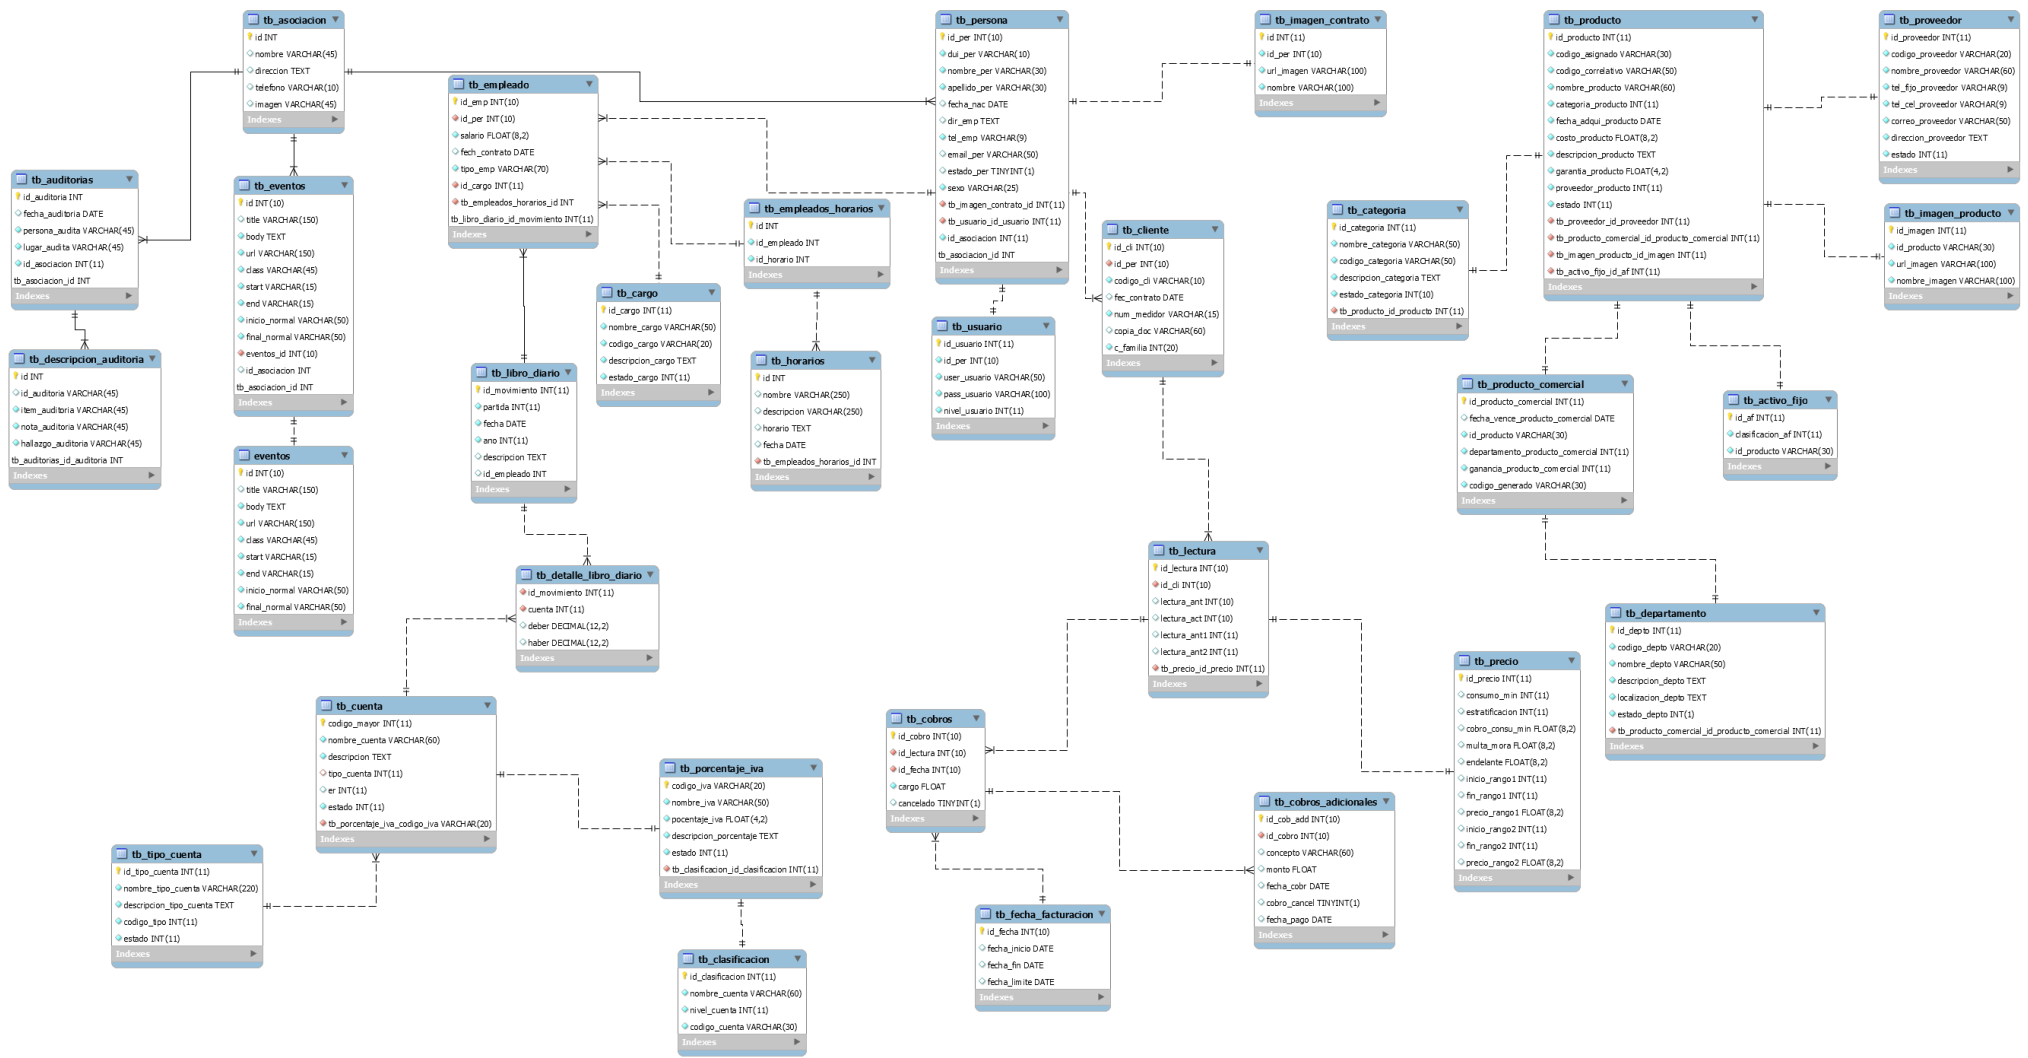 tb_asociacion
id INT
nombre VARCHAR(45)
direccion TEXT
telefono VARCHAR(10)
imagen VARCHAR(45)
Indexes
tb_auditorias
id_auditoria INT
fecha_auditoria DATE
persona_audita VARCHAR(45)
lugar_audita VARCHAR(45)
id_asociacion INT(11)
tb_asociacion_id INT
Indexes
tb_descripcion_auditoria
id INT
id_auditoria VARCHAR(45)
item_auditoria VARCHAR(45)
nota_auditoria VARCHAR(45)
hallazgo_auditoria VARCHAR(45)
tb_auditorias_id_auditoria INT
Indexes
tb_eventos
id INT(10)
title VARCHAR(150)
body TEXT
url VARCHAR(150)
class VARCHAR(45)
start VARCHAR(15)
end VARCHAR(15)
inicio_normal VARCHAR(50)
final_normal VARCHAR(50)
eventos_id INT(10)
id_asociacion INT
tb_asociacion_id INT
Indexes
eventos
id INT(10)
title VARCHAR(150)
body TEXT
url VARCHAR(150)
class VARCHAR(45)
start VARCHAR(15)
end VARCHAR(15)
inicio_normal VARCHAR(50)
final_normal VARCHAR(50)
Indexes
tb_empleado
id_emp INT(10)
id_per INT(10)
salario FLOAT(8,2)
fech_contrato DATE
tipo_emp VARCHAR(70)
id_cargo INT(11)
tb_empleados_horarios_id INT
tb_libro_diario_id_movimiento INT(11)
Indexes
tb_cargo
id_cargo INT(11)
nombre_cargo VARCHAR(50)
codigo_cargo VARCHAR(20)
descripcion_cargo TEXT
estado_cargo INT(11)
Indexes
tb_empleados_horarios
id INT
id_empleado INT
id_horario INT
Indexes
tb_horarios
id INT
nombre VARCHAR(250)
descripcion VARCHAR(250)
horario TEXT
fecha DATE
tb_empleados_horarios_id INT
Indexes
tb_libro_diario
id_movimiento INT(11)
partida INT(11)
fecha DATE
ano INT(11)
descripcion TEXT
id_empleado INT
Indexes
tb_detalle_libro_diario
id_movimiento INT(11)
cuenta INT(11)
deber DECIMAL(12,2)
haber DECIMAL(12,2)
Indexes
tb_cuenta
codigo_mayor INT(11)
nombre_cuenta VARCHAR(60)
descripcion TEXT
tipo_cuenta INT(11)
er INT(11)
estado INT(11)
tb_porcentaje_iva_codigo_iva VARCHAR(20)
Indexes
tb_tipo_cuenta
id_tipo_cuenta INT(11)
nombre_tipo_cuenta VARCHAR(220)
descripcion_tipo_cuenta TEXT
codigo_tipo INT(11)
estado INT(11)
Indexes
tb_porcentaje_iva
codigo_iva VARCHAR(20)
nombre_iva VARCHAR(50)
pocentaje_iva FLOAT(4,2)
descripcion_porcentaje TEXT
estado INT(11)
tb_clasificacion_id_clasificacion INT(11)
Indexes
tb_clasificacion
id_clasificacion INT(11)
nombre_cuenta VARCHAR(60)
nivel_cuenta INT(11)
codigo_cuenta VARCHAR(30)
Indexes
tb_persona
id_per INT(10)
dui_per VARCHAR(10)
nombre_per VARCHAR(30)
apellido_per VARCHAR(30)
fecha_nac DATE
dir_emp TEXT
tel_emp VARCHAR(9)
email_per VARCHAR(50)
estado_per TINYINT(1)
sexo VARCHAR(25)
tb_imagen_contrato_id INT(11)
tb_usuario_id_usuario INT(11)
id_asociacion INT(11)
tb_asociacion_id INT
Indexes
tb_imagen_contrato
id INT(11)
id_per INT(10)
url_imagen VARCHAR(100)
nombre VARCHAR(100)
Indexes
tb_usuario
id_usuario INT(11)
id_per INT(10)
user_usuario VARCHAR(50)
pass_usuario VARCHAR(100)
nivel_usuario INT(11)
Indexes
tb_cliente
id_cli INT(10)
id_per INT(10)
codigo_cli VARCHAR(10)
fec_contrato DATE
num_medidor VARCHAR(15)
copia_doc VARCHAR(60)
c_familia INT(20)
Indexes
tb_lectura
id_lectura INT(10)
id_cli INT(10)
lectura_ant INT(10)
lectura_act INT(10)
lectura_ant1 INT(11)
lectura_ant2 INT(11)
tb_precio_id_precio INT(11)
Indexes
tb_cobros
id_cobro INT(10)
id_lectura INT(10)
id_fecha INT(10)
cargo FLOAT
cancelado TINYINT(1)
Indexes
tb_fecha_facturacion
id_fecha INT(10)
fecha_inicio DATE
fecha_fin DATE
fecha_limite DATE
Indexes
tb_cobros_adicionales
id_cob_add INT(10)
id_cobro INT(10)
concepto VARCHAR(60)
monto FLOAT
fecha_cobr DATE
cobro_cancel TINYINT(1)
fecha_pago DATE
Indexes
tb_precio
id_precio INT(11)
consumo_min INT(11)
estratificacion INT(11)
cobro_consu_min FLOAT(8,2)
multa_mora FLOAT(8,2)
endelante FLOAT(8,2)
inicio_rango1 INT(11)
fin_rango1 INT(11)
precio_rango1 FLOAT(8,2)
inicio_rango2 INT(11)
fin_rango2 INT(11)
precio_rango2 FLOAT(8,2)
Indexes
tb_producto
id_producto INT(11)
codigo_asignado VARCHAR(30)
codigo_correlativo VARCHAR(50)
nombre_producto VARCHAR(60)
categoria_producto INT(11)
fecha_adqui_producto DATE
costo_producto FLOAT(8,2)
descripcion_producto TEXT
garantia_producto FLOAT(4,2)
proveedor_producto INT(11)
estado INT(11)
tb_proveedor_id_proveedor INT(11)
tb_producto_comercial_id_producto_comercial INT(11)
tb_imagen_producto_id_imagen INT(11)
tb_activo_fijo_id_af INT(11)
Indexes
tb_proveedor
id_proveedor INT(11)
codigo_proveedor VARCHAR(20)
nombre_proveedor VARCHAR(60)
tel_fijo_proveedor VARCHAR(9)
tel_cel_proveedor VARCHAR(9)
correo_proveedor VARCHAR(50)
direccion_proveedor TEXT
estado INT(11)
Indexes
tb_imagen_producto
id_imagen INT(11)
id_producto VARCHAR(30)
url_imagen VARCHAR(100)
nombre_imagen VARCHAR(100)
Indexes
tb_categoria
id_categoria INT(11)
nombre_categoria VARCHAR(50)
codigo_categoria VARCHAR(50)
descripcion_categoria TEXT
estado_categoria INT(10)
tb_producto_id_producto INT(11)
Indexes
tb_producto_comercial
id_producto_comercial INT(11)
fecha_vence_producto_comercial DATE
id_producto VARCHAR(30)
departamento_producto_comercial INT(11)
ganancia_producto_comercial INT(11)
codigo_generado VARCHAR(30)
Indexes
tb_activo_fijo
id_af INT(11)
clasificacion_af INT(11)
id_producto VARCHAR(30)
Indexes
tb_departamento
id_depto INT(11)
codigo_depto VARCHAR(20)
nombre_depto VARCHAR(50)
descripcion_depto TEXT
localizacion_depto TEXT
estado_depto INT(1)
tb_producto_comercial_id_producto_comercial INT(11)
Indexes